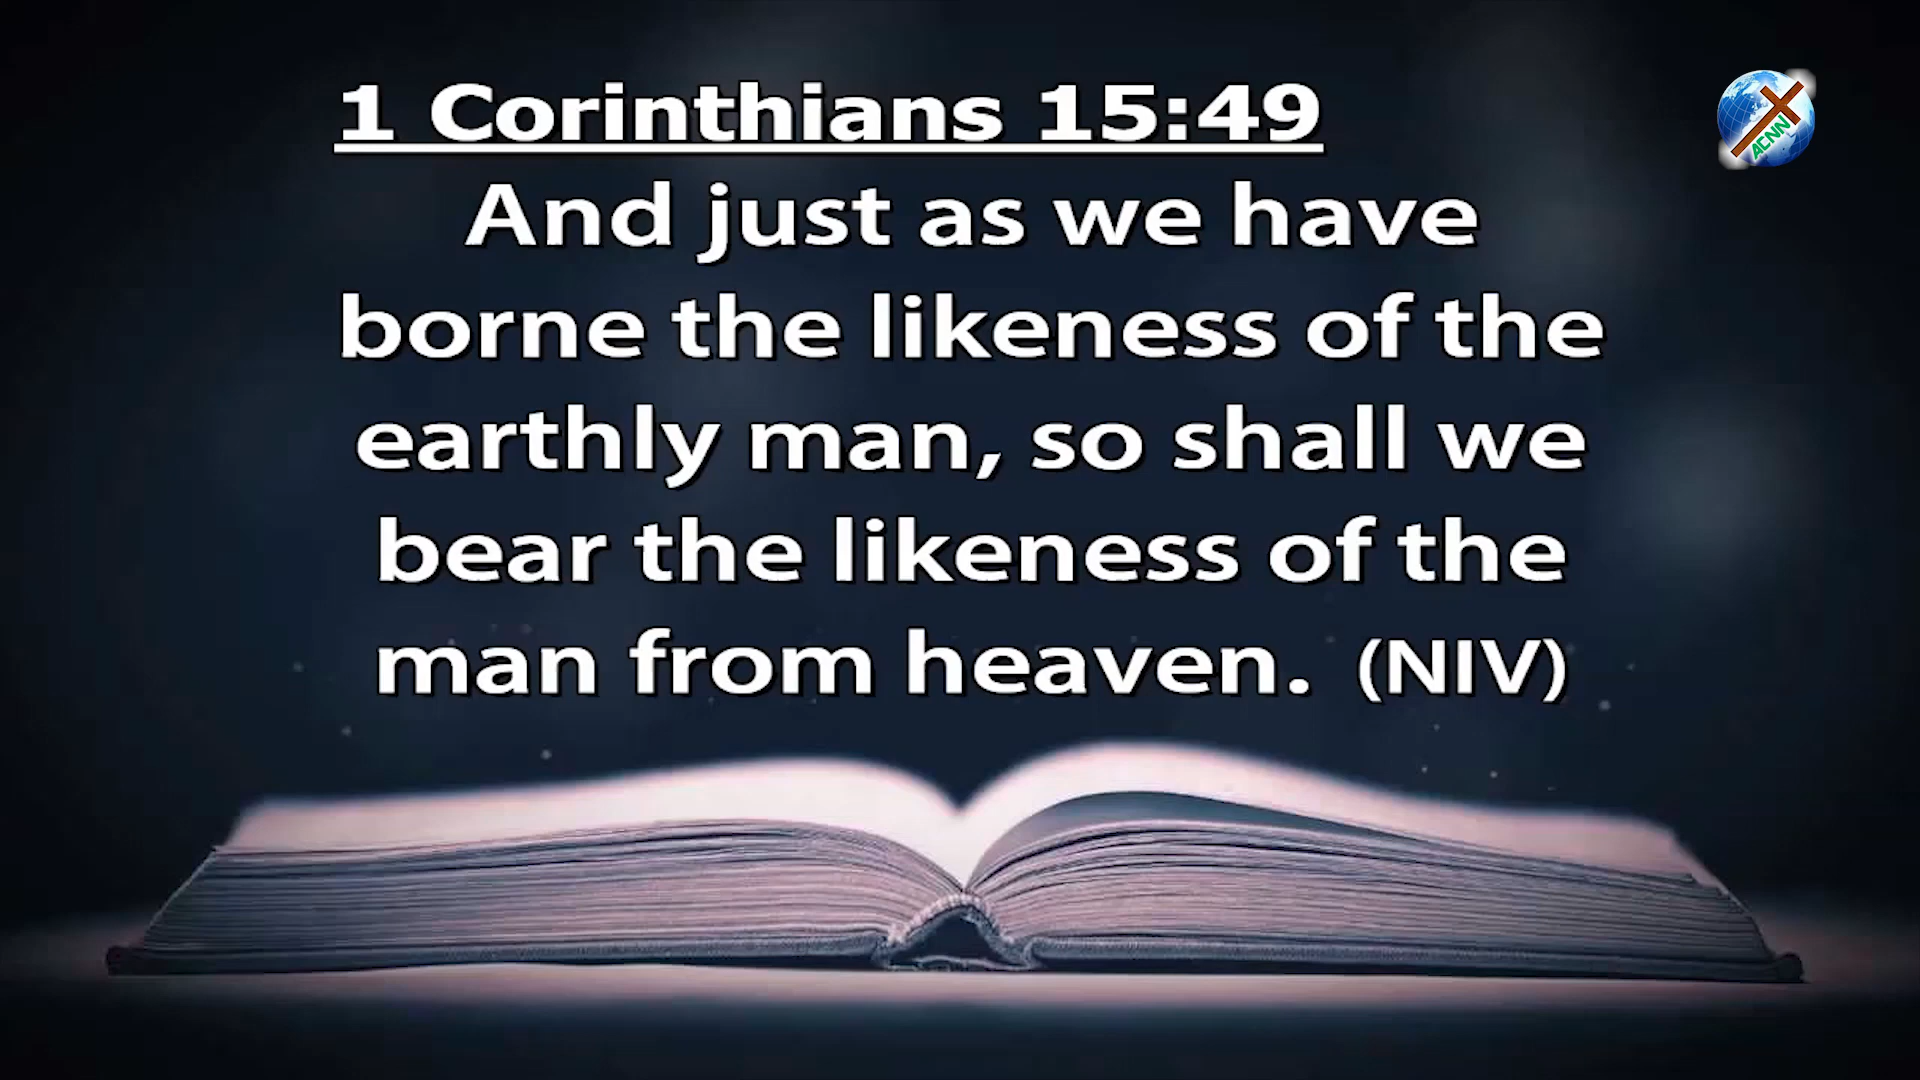 1 Corinthians 15:49
ACNN
And just as we have
borne the likeness of the
earthly man, so shall we
bear the likeness of the
man from heaven. (NIV)